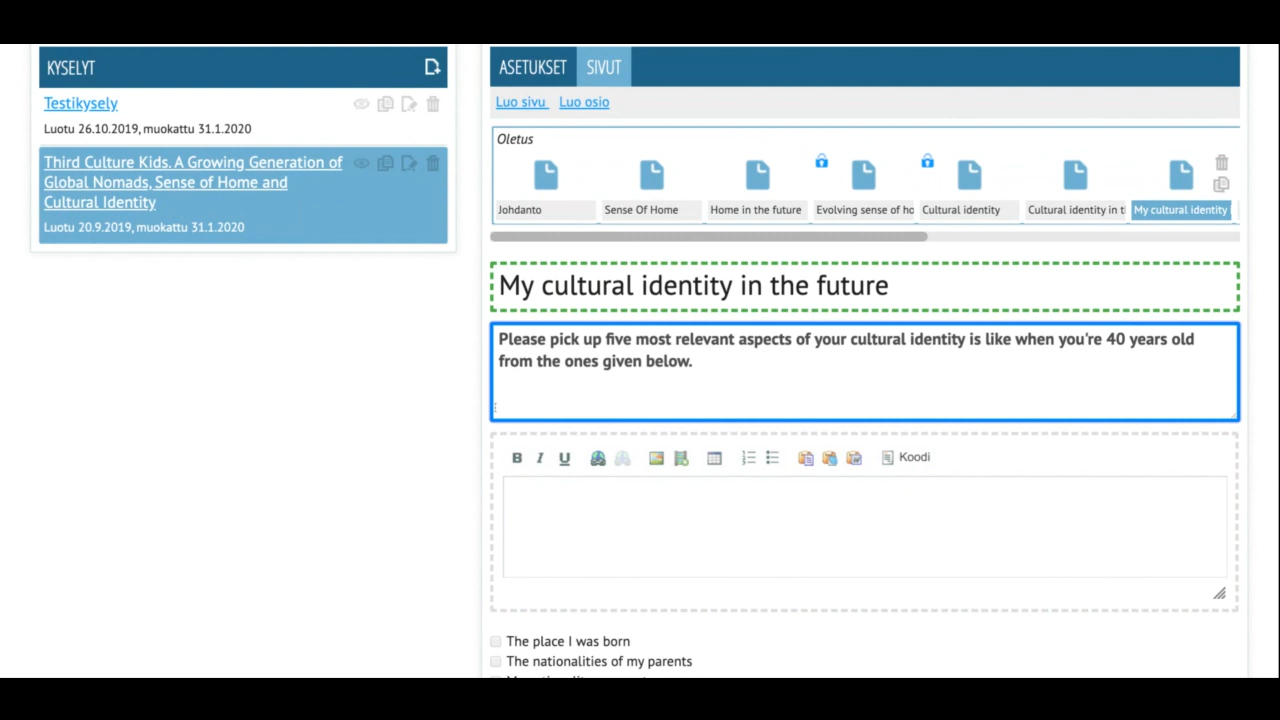 KYSELYT
Testikysely
Luotu 26.10.2019, muokattu 31.1.2020
Third Culture Kids. A Growing Generation of
Global Nomads, Sense of Home and
Cultural Identity
Luotu 20.9.2019, muokattu 31.1.2020
ASETUKSET SIVUT
Luo sivu Luo osio
Oletus
Johdanto Sense Of Home Home in the future Evolving sense of ho Cultural identity Cultural identity in t My cultural identity
My cultural identity in the future
Please pick up five most relevant aspects of your cultural identity is like when you're 40 years old
from the ones given below.
B I U Koodi
The place I was born
The nationalities of my parents